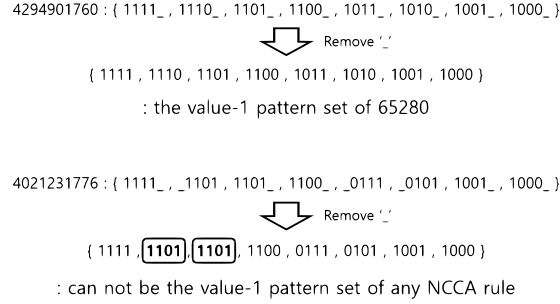 4294901760 : { 1111_ , 1110_ , 1101_ , 1100_ , 1011_ , 1010_ , 1001_ , 1000_ }
Remove ‘_’
{ 1111 , 1110 , 1101 , 1100 , 1011 , 1010 , 1001 , 1000 }
: the value-1 pattern set of 65280
4021231776 : { 1111_ , _1101 , 1101_ , 1100_ , _0111 , _0101 , 1001_ , 1000_ }
Remove ‘_’
{ 1111 , 1101 , 1101 , 1100 , 0111 , 0101 , 1001 , 1000 }
: can not be the value-1 pattern set of any NCCA rule